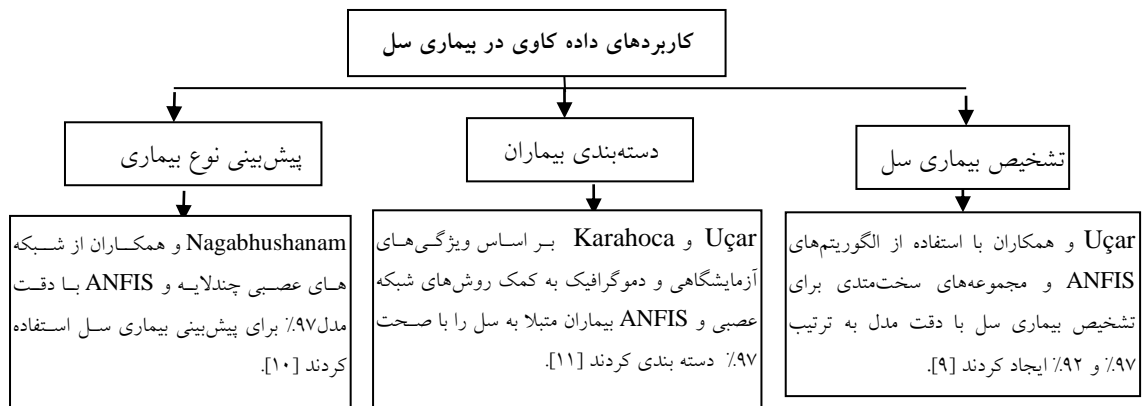 کاربردهای داده کاوی در بیماری سل
تشخیص بیماری سل
دسته‌بندی بیماران
پیش‌بینی نوع بیماری
Uçar و همکاران با استفاده از الگوریتم‌های
ANFIS و مجموعه‌های سخت‌متدی برای
تشخیص بیماری سل با دقت مدل به ترتیب
۹۷٪ و ۹۲٪ ایجاد کردند [۹].
Uçar و Karahoca بر اساس ویژگی‌های
آزمایشگاهی و دموگرافیک به کمک روش‌های شبکه
عصبی و ANFIS بیماران متبلا به سل را با صحت
۹۷٪ دسته بندی کردند [۱۱].
Nagabhushanam و همکاران از شبکه
های عصبی چندلایه و ANFIS با دقت
مدل۹۷٪ برای پیش‌بینی بیماری سل استفاده
کردند [۱۰].